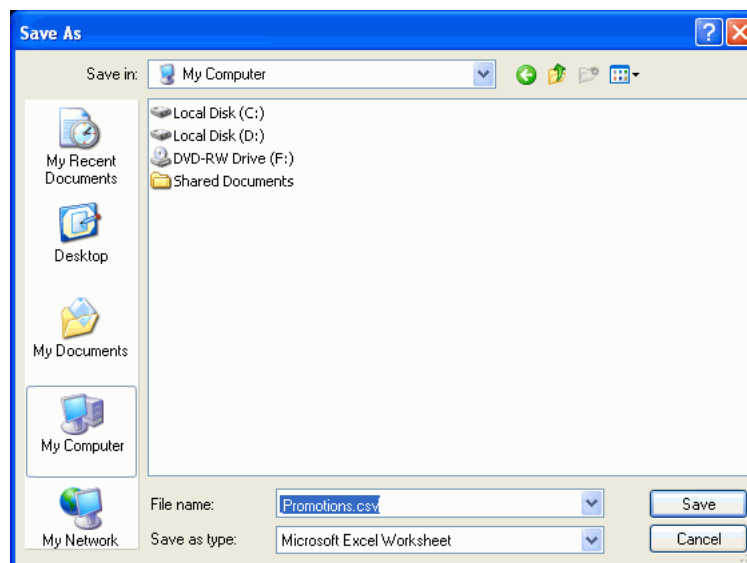 Save As
Save in:
My Computer
Local Disk (C:)
Local Disk (D:)
DVD-RW Drive (F:)
Shared Documents
My Recent
Documents
Desktop
My Documents
My Computer
My Network
File name:
Promotions.csv
Save
Save as type:
Microsoft Excel Worksheet
Cancel